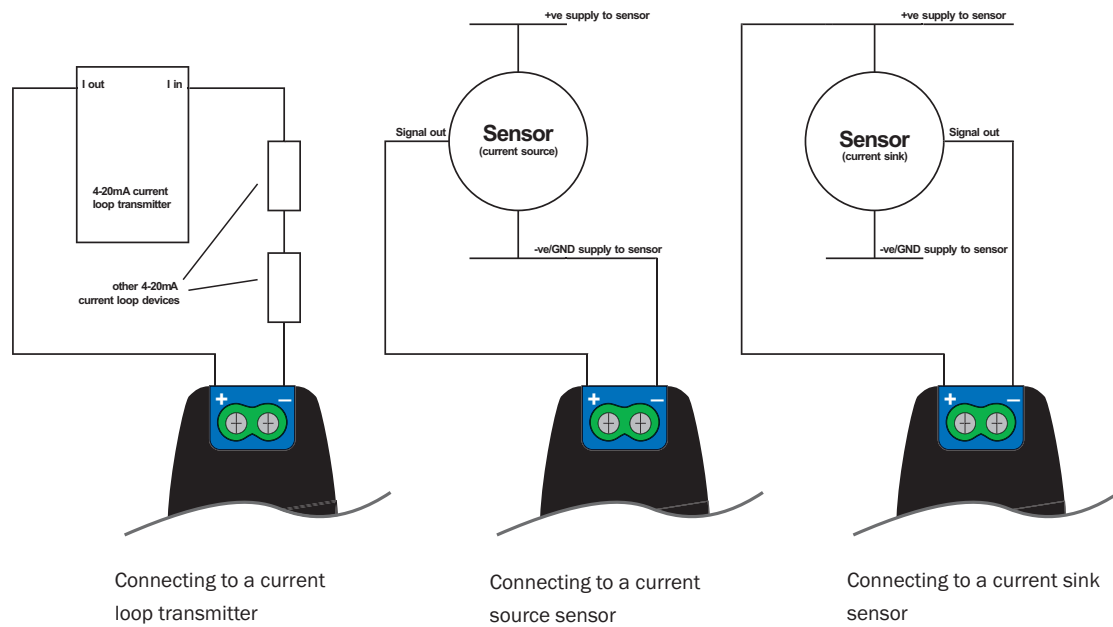 I out
I in
4-20mA current
loop transmitter
other 4-20mA
current loop devices
+
–
Connecting to a current
loop transmitter
+ve supply to sensor
Signal out
Sensor
(current source)
-ve/GND supply to sensor
+
–
Connecting to a current
source sensor
+ve supply to sensor
Sensor
(current sink)
Signal out
-ve/GND supply to sensor
+
–
Connecting to a current sink
sensor